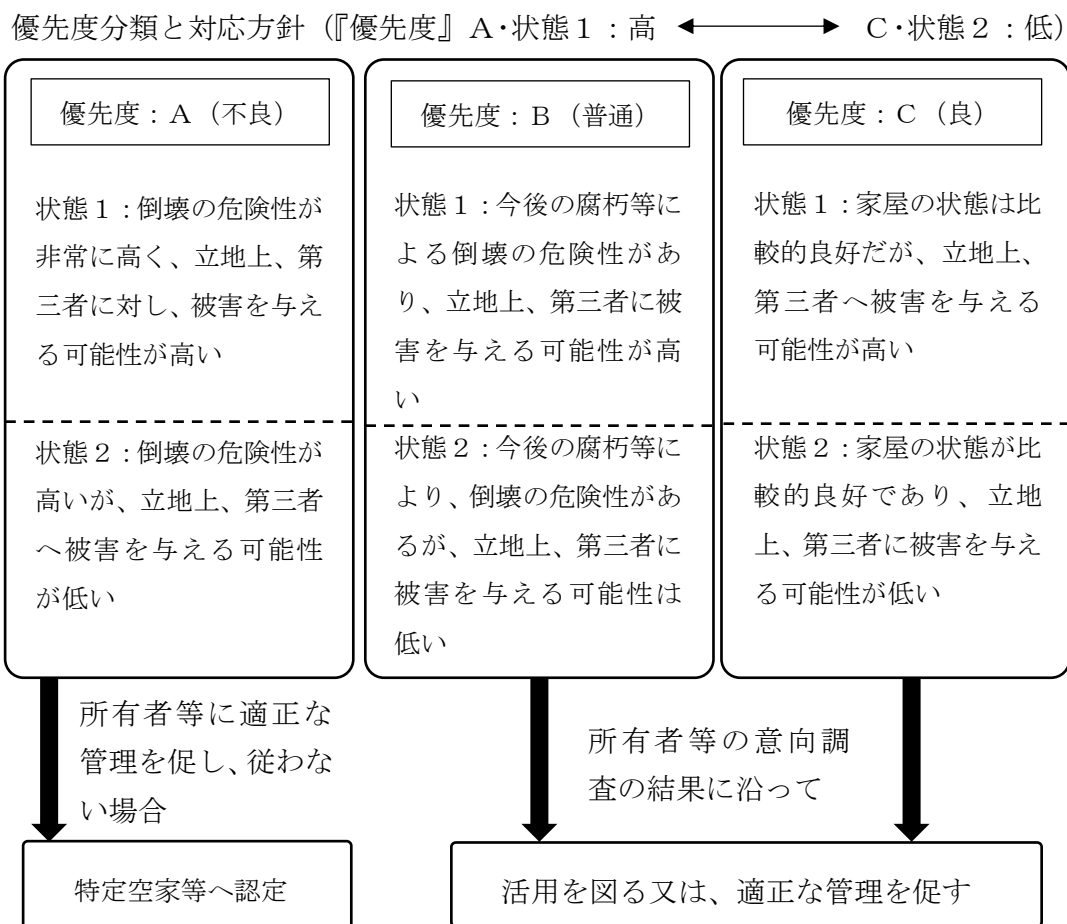 優先度分類と対応方針（『優先度』A・状態１：高 ⟷ C・状態２：低）
優先度：A（不良）
状態１：倒壊の危険性が
非常に高く、立地上、第
三者に対し、被害を与え
る可能性が高い
状態２：倒壊の危険性が
高いが、立地上、第三者
へ被害を与える可能性
が低い
優先度：B（普通）
状態１：今後の腐朽等に
よる倒壊の危険性があ
り、立地上、第三者に被
害を与える可能性が高
い
状態２：今後の腐朽等に
より、倒壊の危険性があ
るが、立地上、第三者に
被害を与える可能性は
低い
優先度：C（良）
状態１：家屋の状態は比
較的良好だが、立地上、
第三者へ被害を与える
可能性が高い
状態２：家屋の状態が比
較的良好であり、立地
上、第三者に被害を与え
る可能性が低い
所有者等に適正な
管理を促し、従わな
い場合
所有者等の意向調
査の結果に沿って
特定空家等へ認定
活用を図る又は、適正な管理を促す